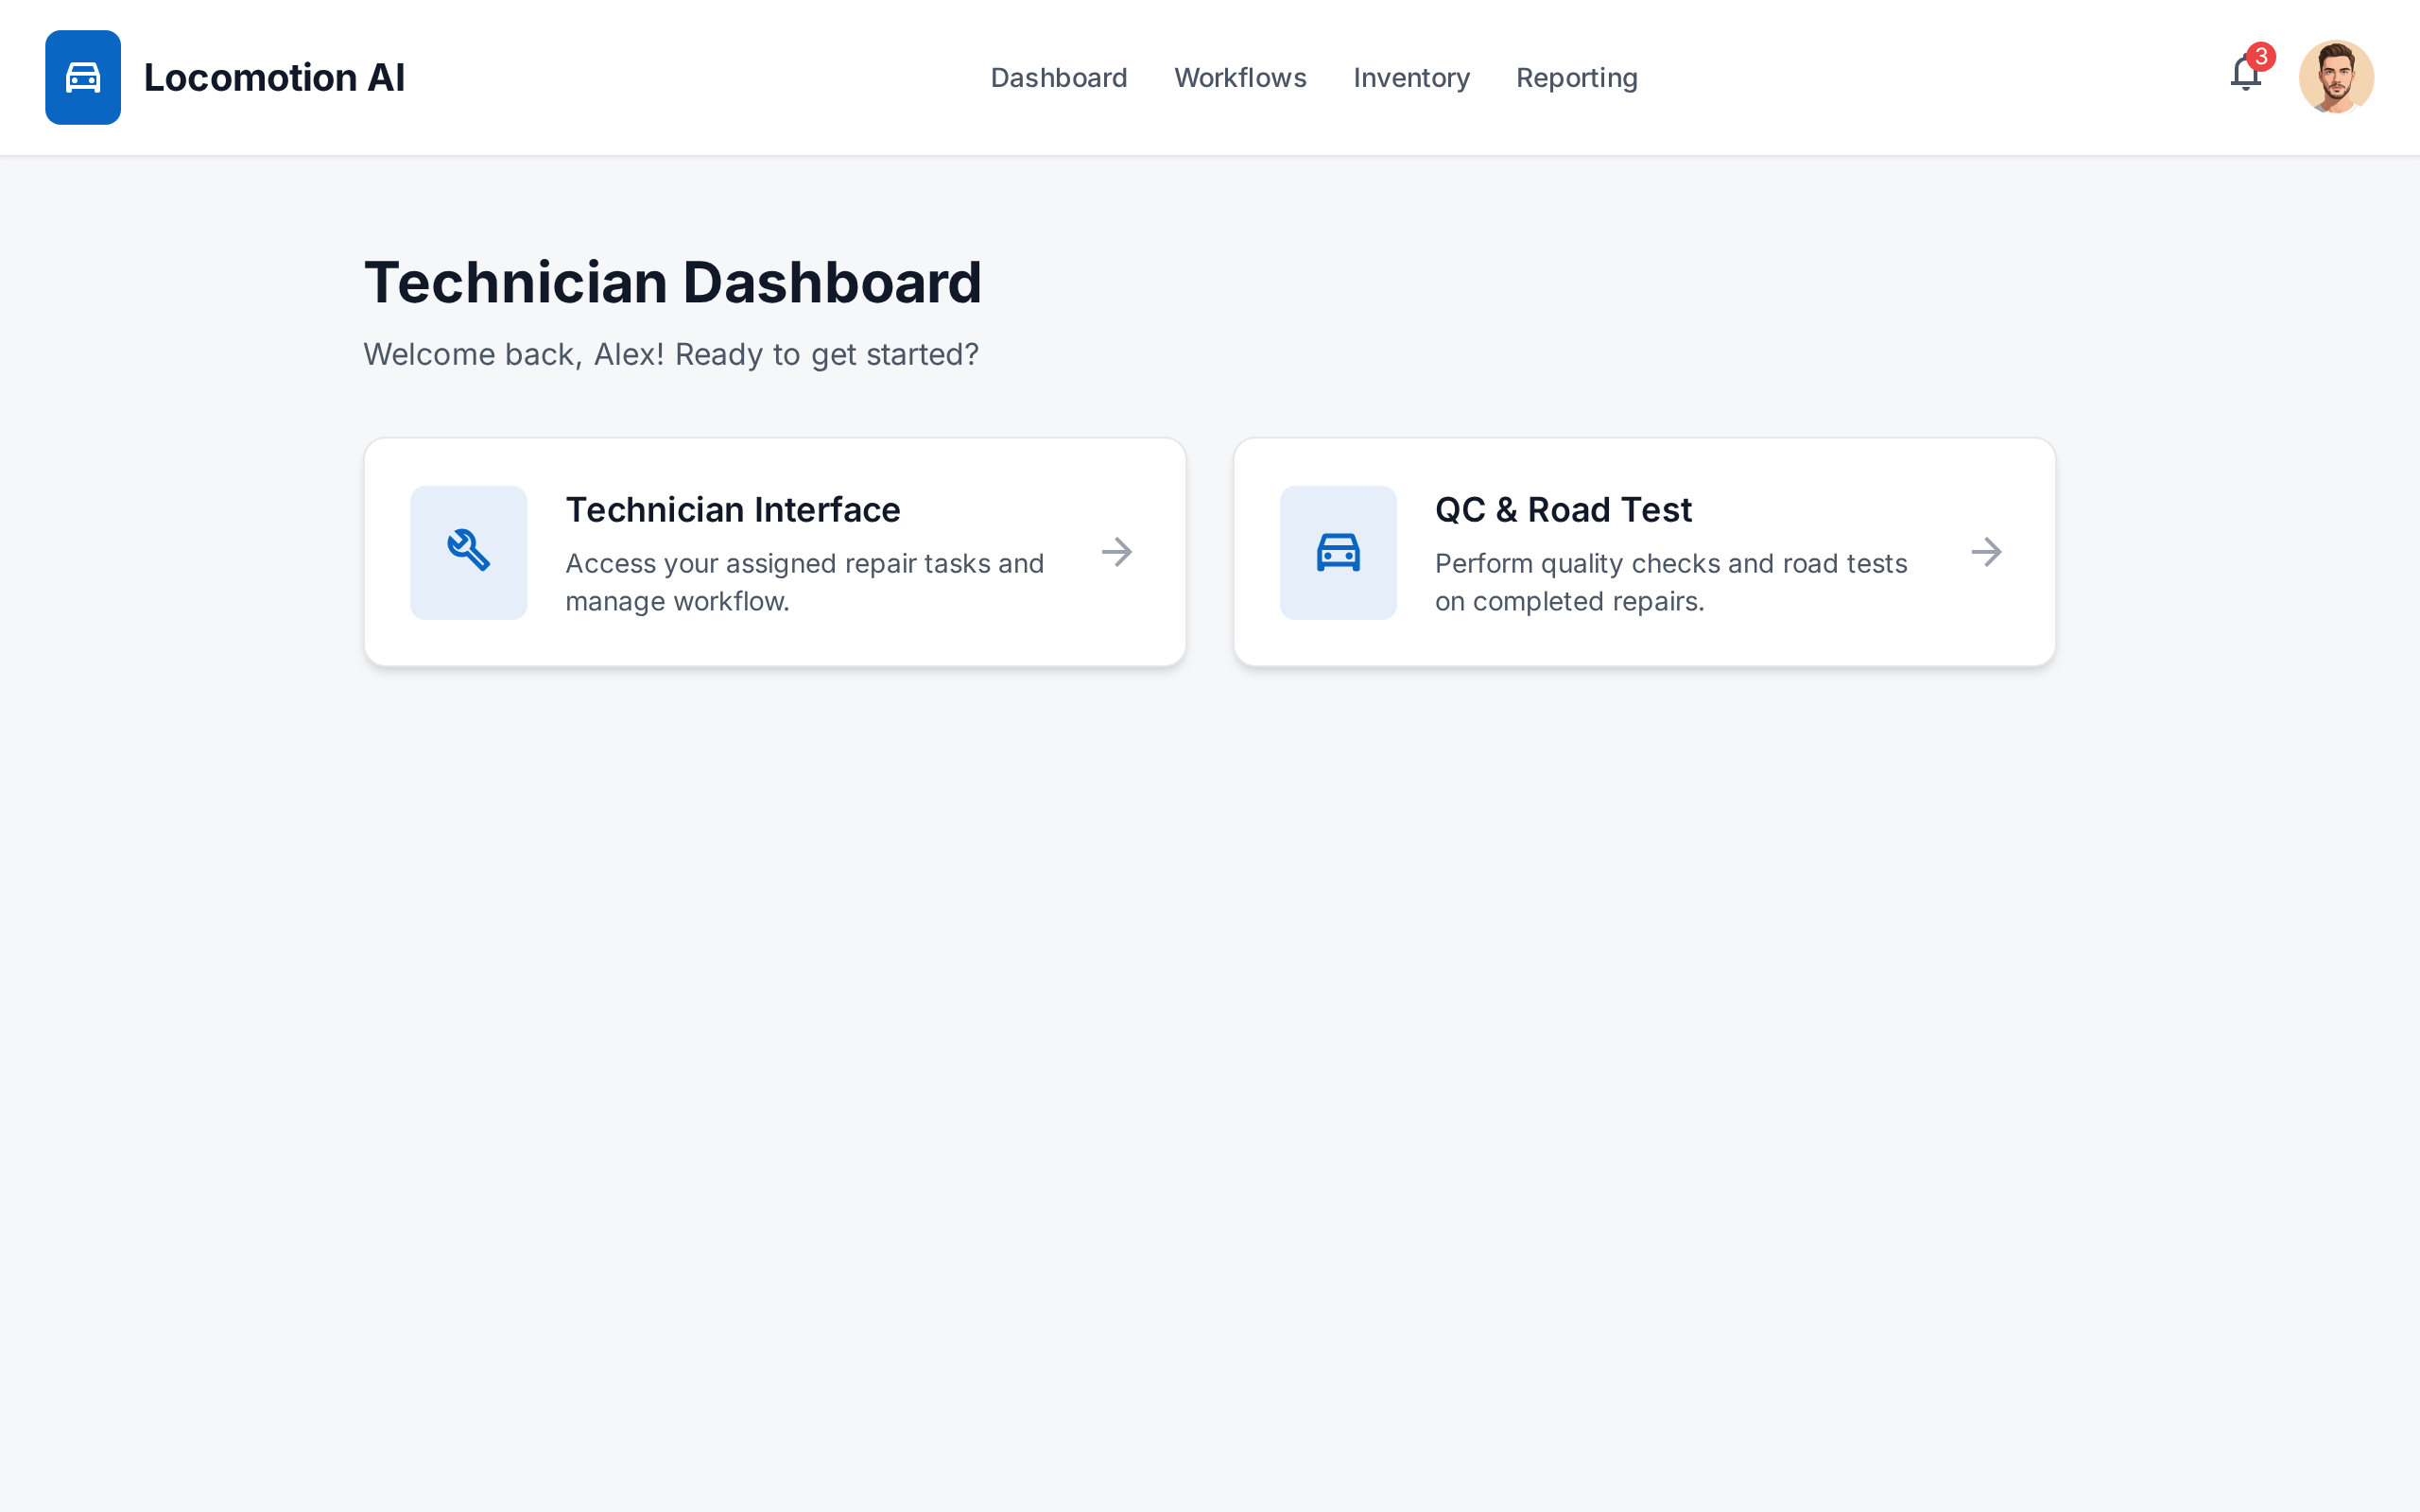 Locomotion AI
Dashboard
Workflows
Inventory
Reporting
3
Technician Dashboard
Welcome back, Alex! Ready to get started?
Technician Interface
Access your assigned repair tasks and
manage workflow.
QC & Road Test
Perform quality checks and road tests
on completed repairs.